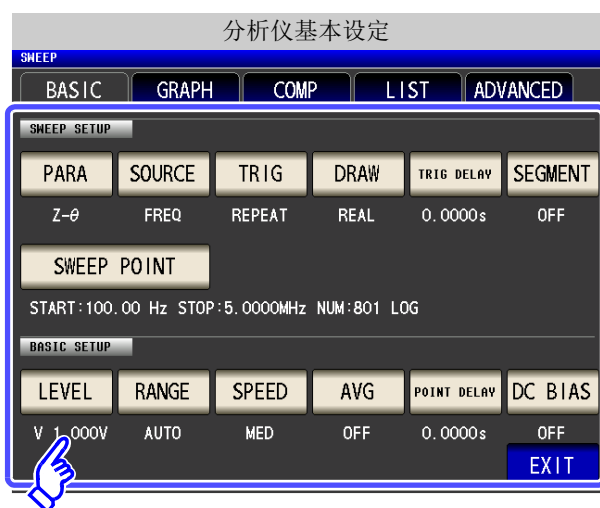 分析仪基本设定
SWEEP
BASIC GRAPH COMP LIST ADVANCED
SWEEP SETUP
PARA SOURCE TRIG DRAW TRIG DELAY SEGMENT
Z-θ FREQ REPEAT REAL 0.0000s OFF
SWEEP POINT
START:100.00 Hz STOP:5.0000MHz NUM:801 LOG
BASIC SETUP
LEVEL RANGE SPEED AVG POINT DELAY DC BIAS
V 1.000V AUTO MED OFF 0.0000s OFF
EXIT